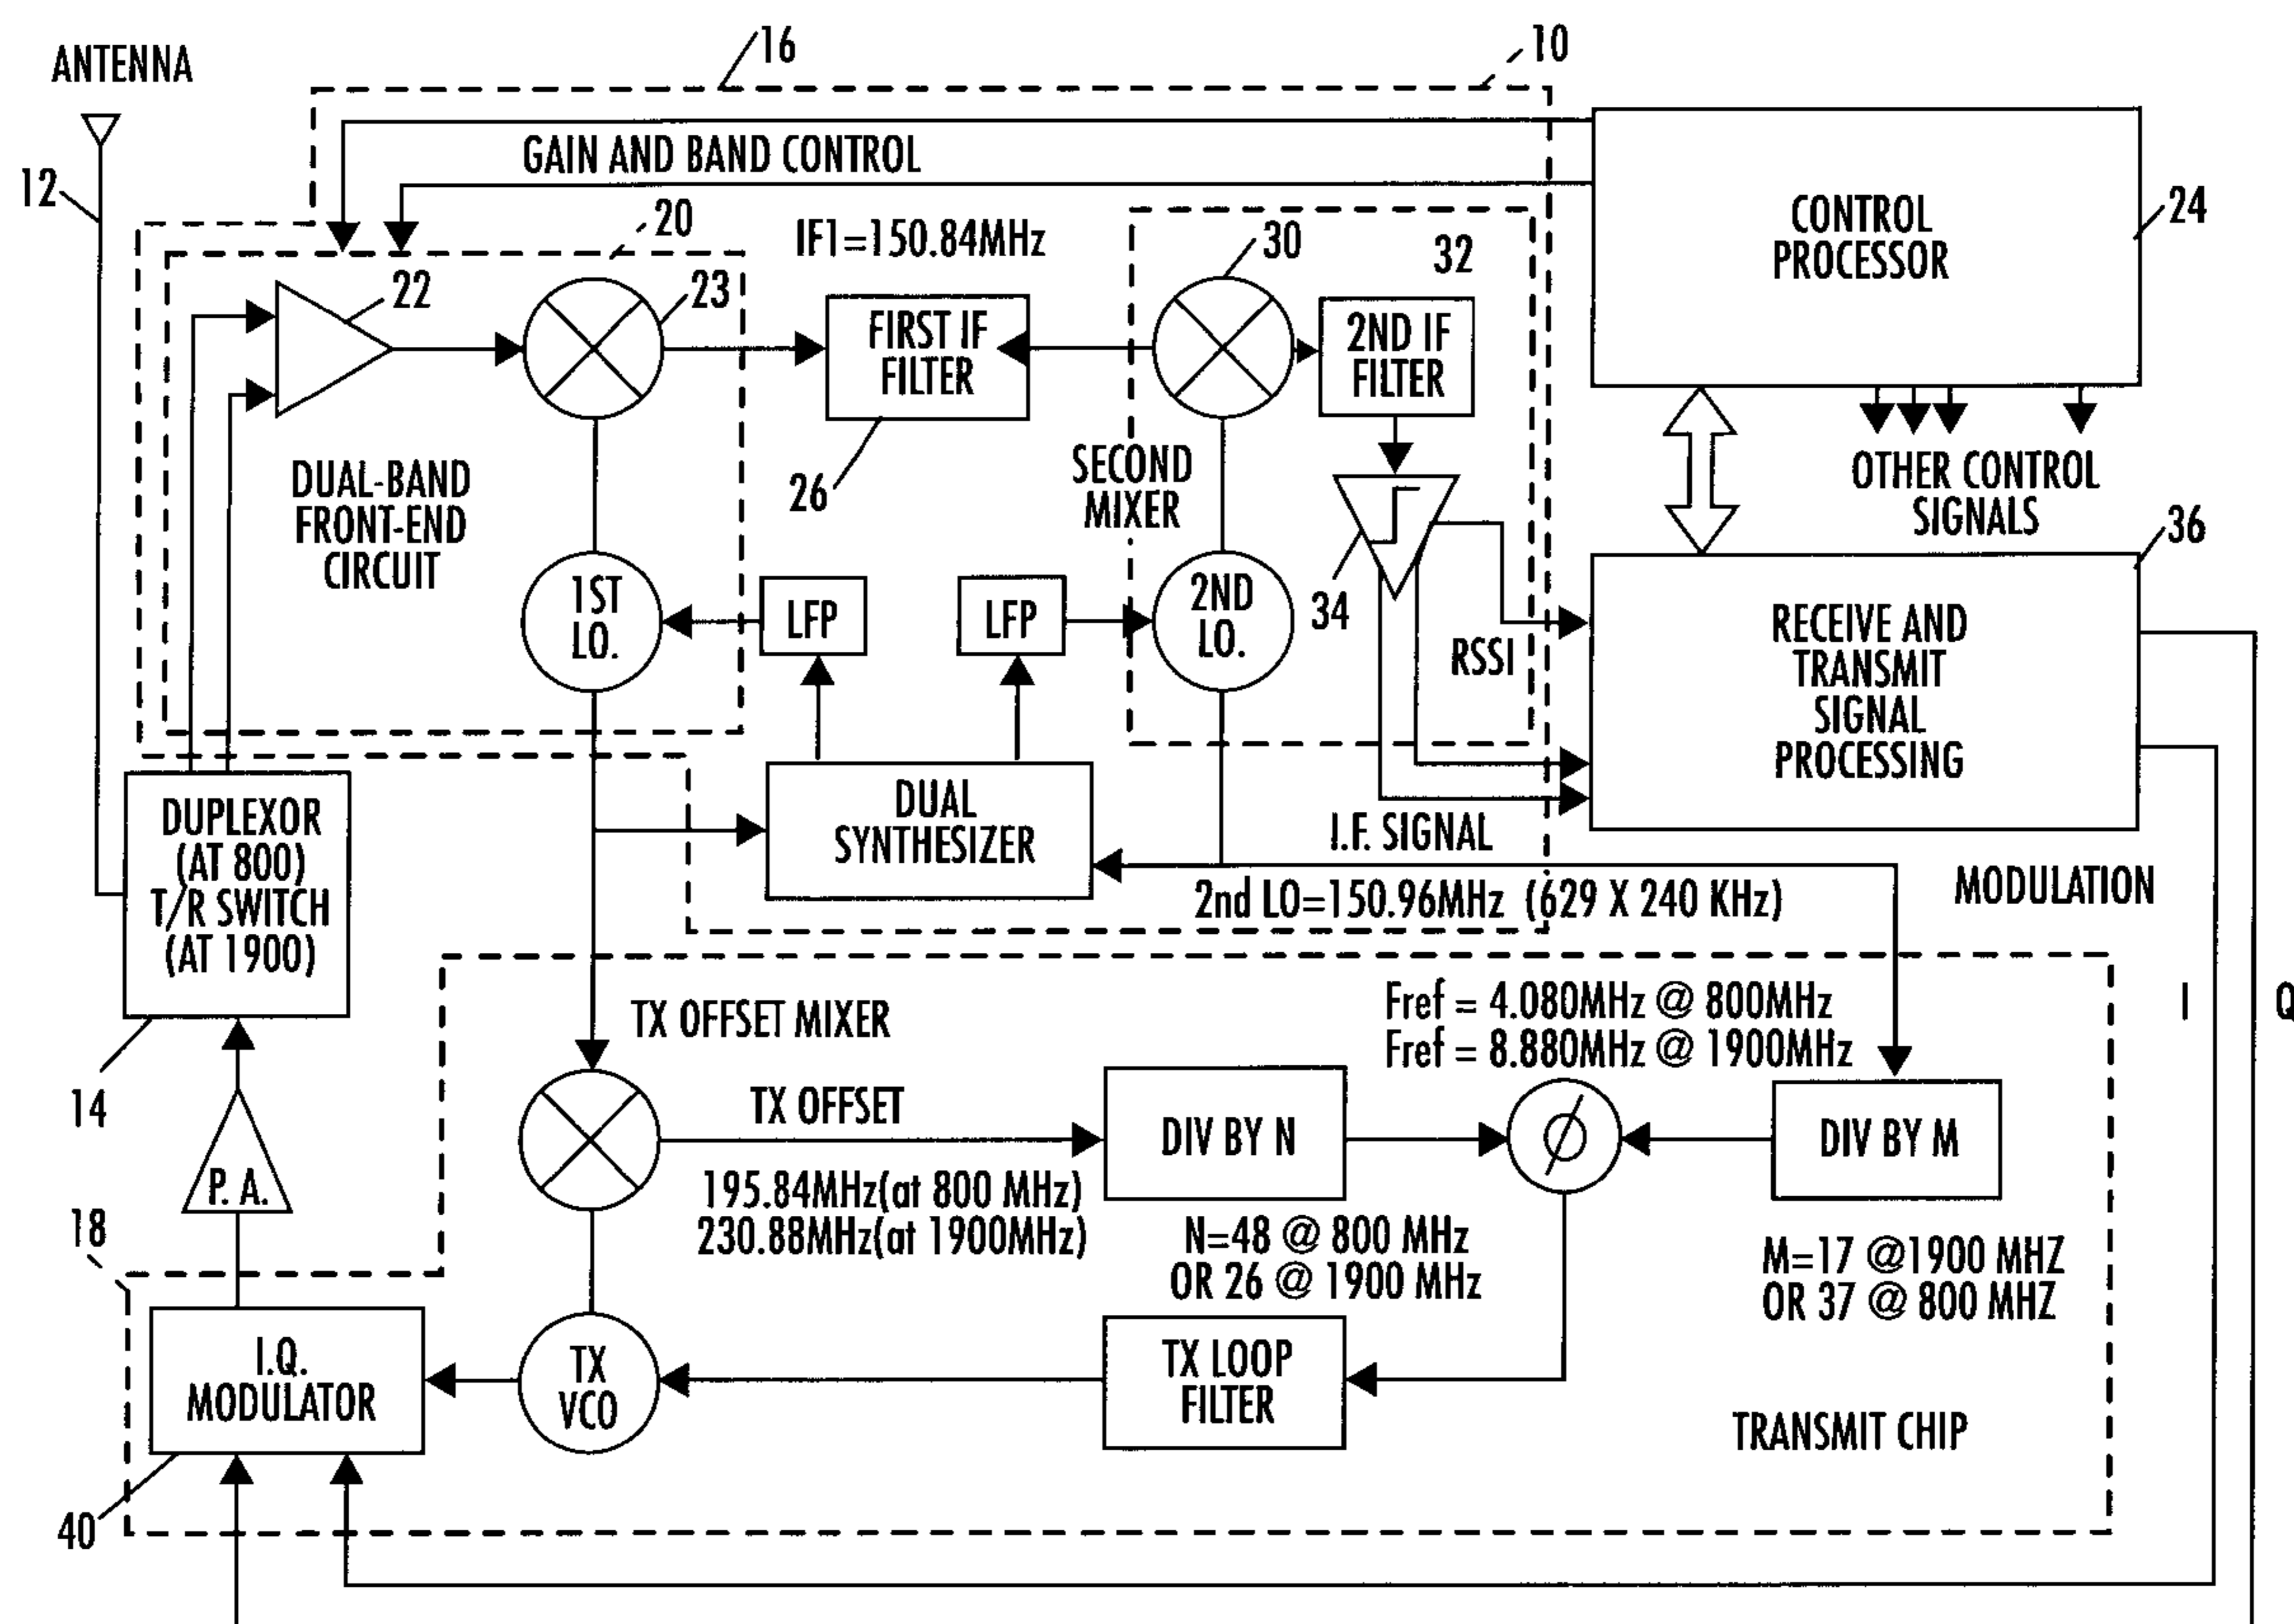 16
10
ANTENNA
12
GAIN AND BAND CONTROL
CONTROL
PROCESSOR
24
20
IF1=150.84MHz
30
32
22
23
FIRST IF
FILTER
2ND IF
FILTER
26
DUAL-BAND
FRONT-END
CIRCUIT
SECOND
MIXER
OTHER CONTROL
SIGNALS
36
1ST
LO.
LFP
LFP
2ND
LO.
34
RSSI
RECEIVE AND
TRANSMIT
SIGNAL
PROCESSING
DUPLEXOR
(AT 800)
T/R SWITCH
(AT 1900)
DUAL
SYNTHESIZER
I.F. SIGNAL
2nd LO=150.96MHz (629 X 240 KHz)
MODULATION
14
TX OFFSET MIXER
Fref = 4.080MHz @ 800MHz
Fref = 8.880MHz @ 1900MHz
I
Q
TX OFFSET
195.84MHz(at 800 MHz)
230.88MHz(at 1900MHz)
DIV BY N
Ø
DIV BY M
P. A.
18
N=48 @ 800 MHz
OR 26 @ 1900 MHz
M=17 @1900 MHZ
OR 37 @ 800 MHZ
I.Q.
MODULATOR
TX
VCO
TX LOOP
FILTER
TRANSMIT CHIP
40